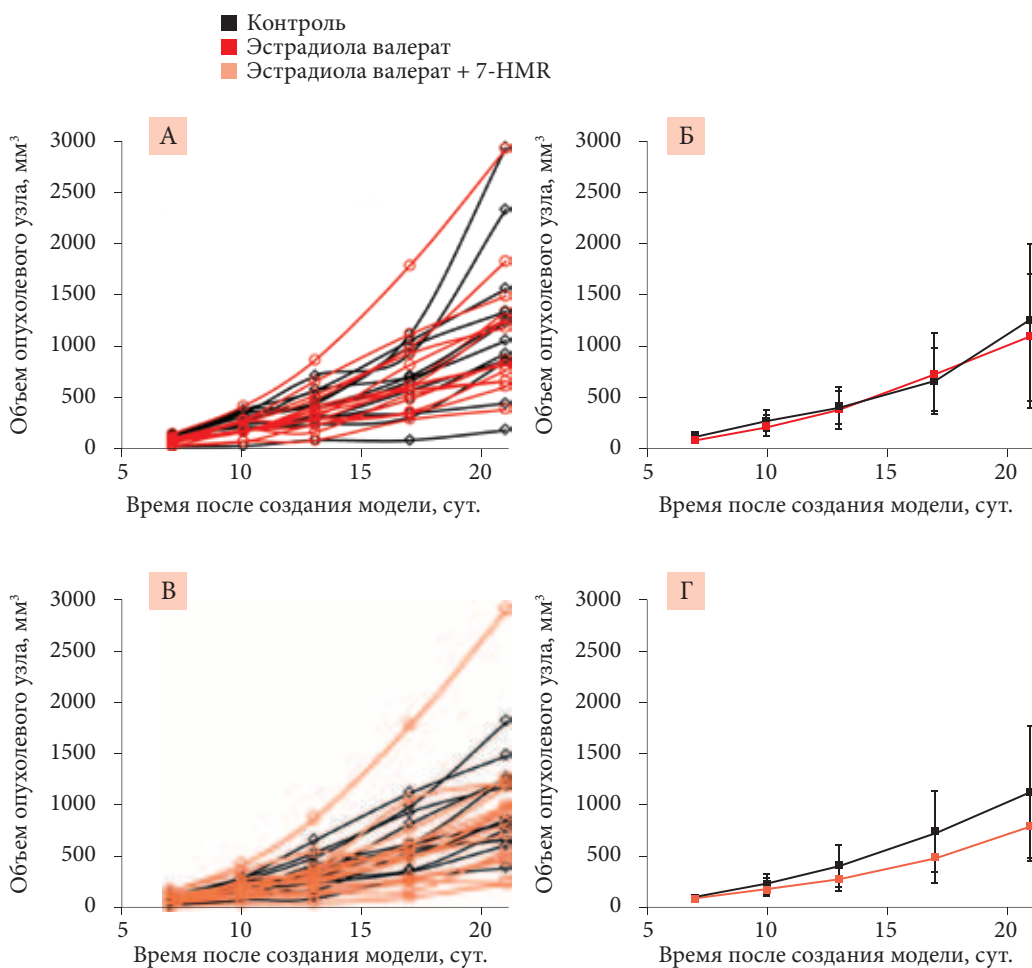 Контроль
Эстрадиола валерат
Эстрадиола валерат + 7-HMR
А
Объем опухолевого узла, мм³
3000
2500
2000
1500
1000
500
0
5
10
15
20
Время после создания модели, сут.
Б
Объем опухолевого узла, мм³
3000
2500
2000
1500
1000
500
0
5
10
15
20
Время после создания модели, сут.
В
Объем опухолевого узла, мм³
3000
2500
2000
1500
1000
500
0
5
10
15
20
Время после создания модели, сут.
Г
Объем опухолевого узла, мм³
3000
2500
2000
1500
1000
500
0
5
10
15
20
Время после создания модели, сут.